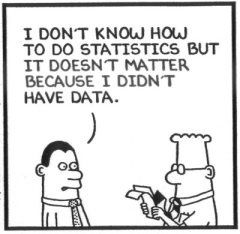 I DON'T KNOW HOW
TO DO STATISTICS BUT
IT DOESN'T MATTER
BECAUSE I DIDN'T
HAVE DATA.